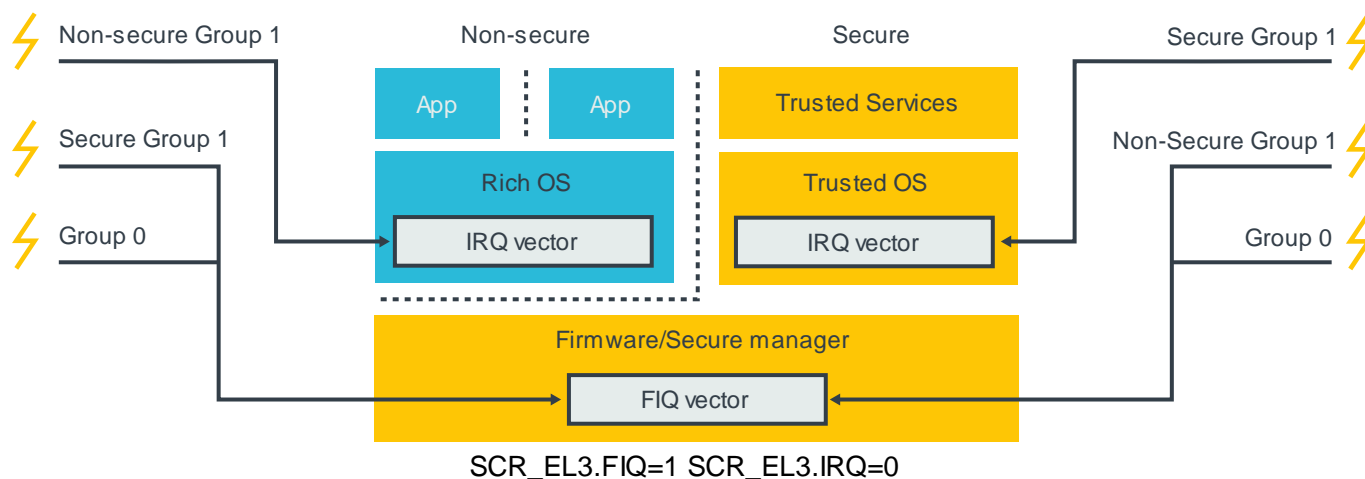 Non-secure Group 1
Non-secure
Secure
Secure Group 1
App
App
Trusted Services
Secure Group 1
Non-Secure Group 1
Rich OS
Trusted OS
Group 0
IRQ vector
IRQ vector
Group 0
Firmware/Secure manager
FIQ vector
SCR_EL3.FIQ=1 SCR_EL3.IRQ=0